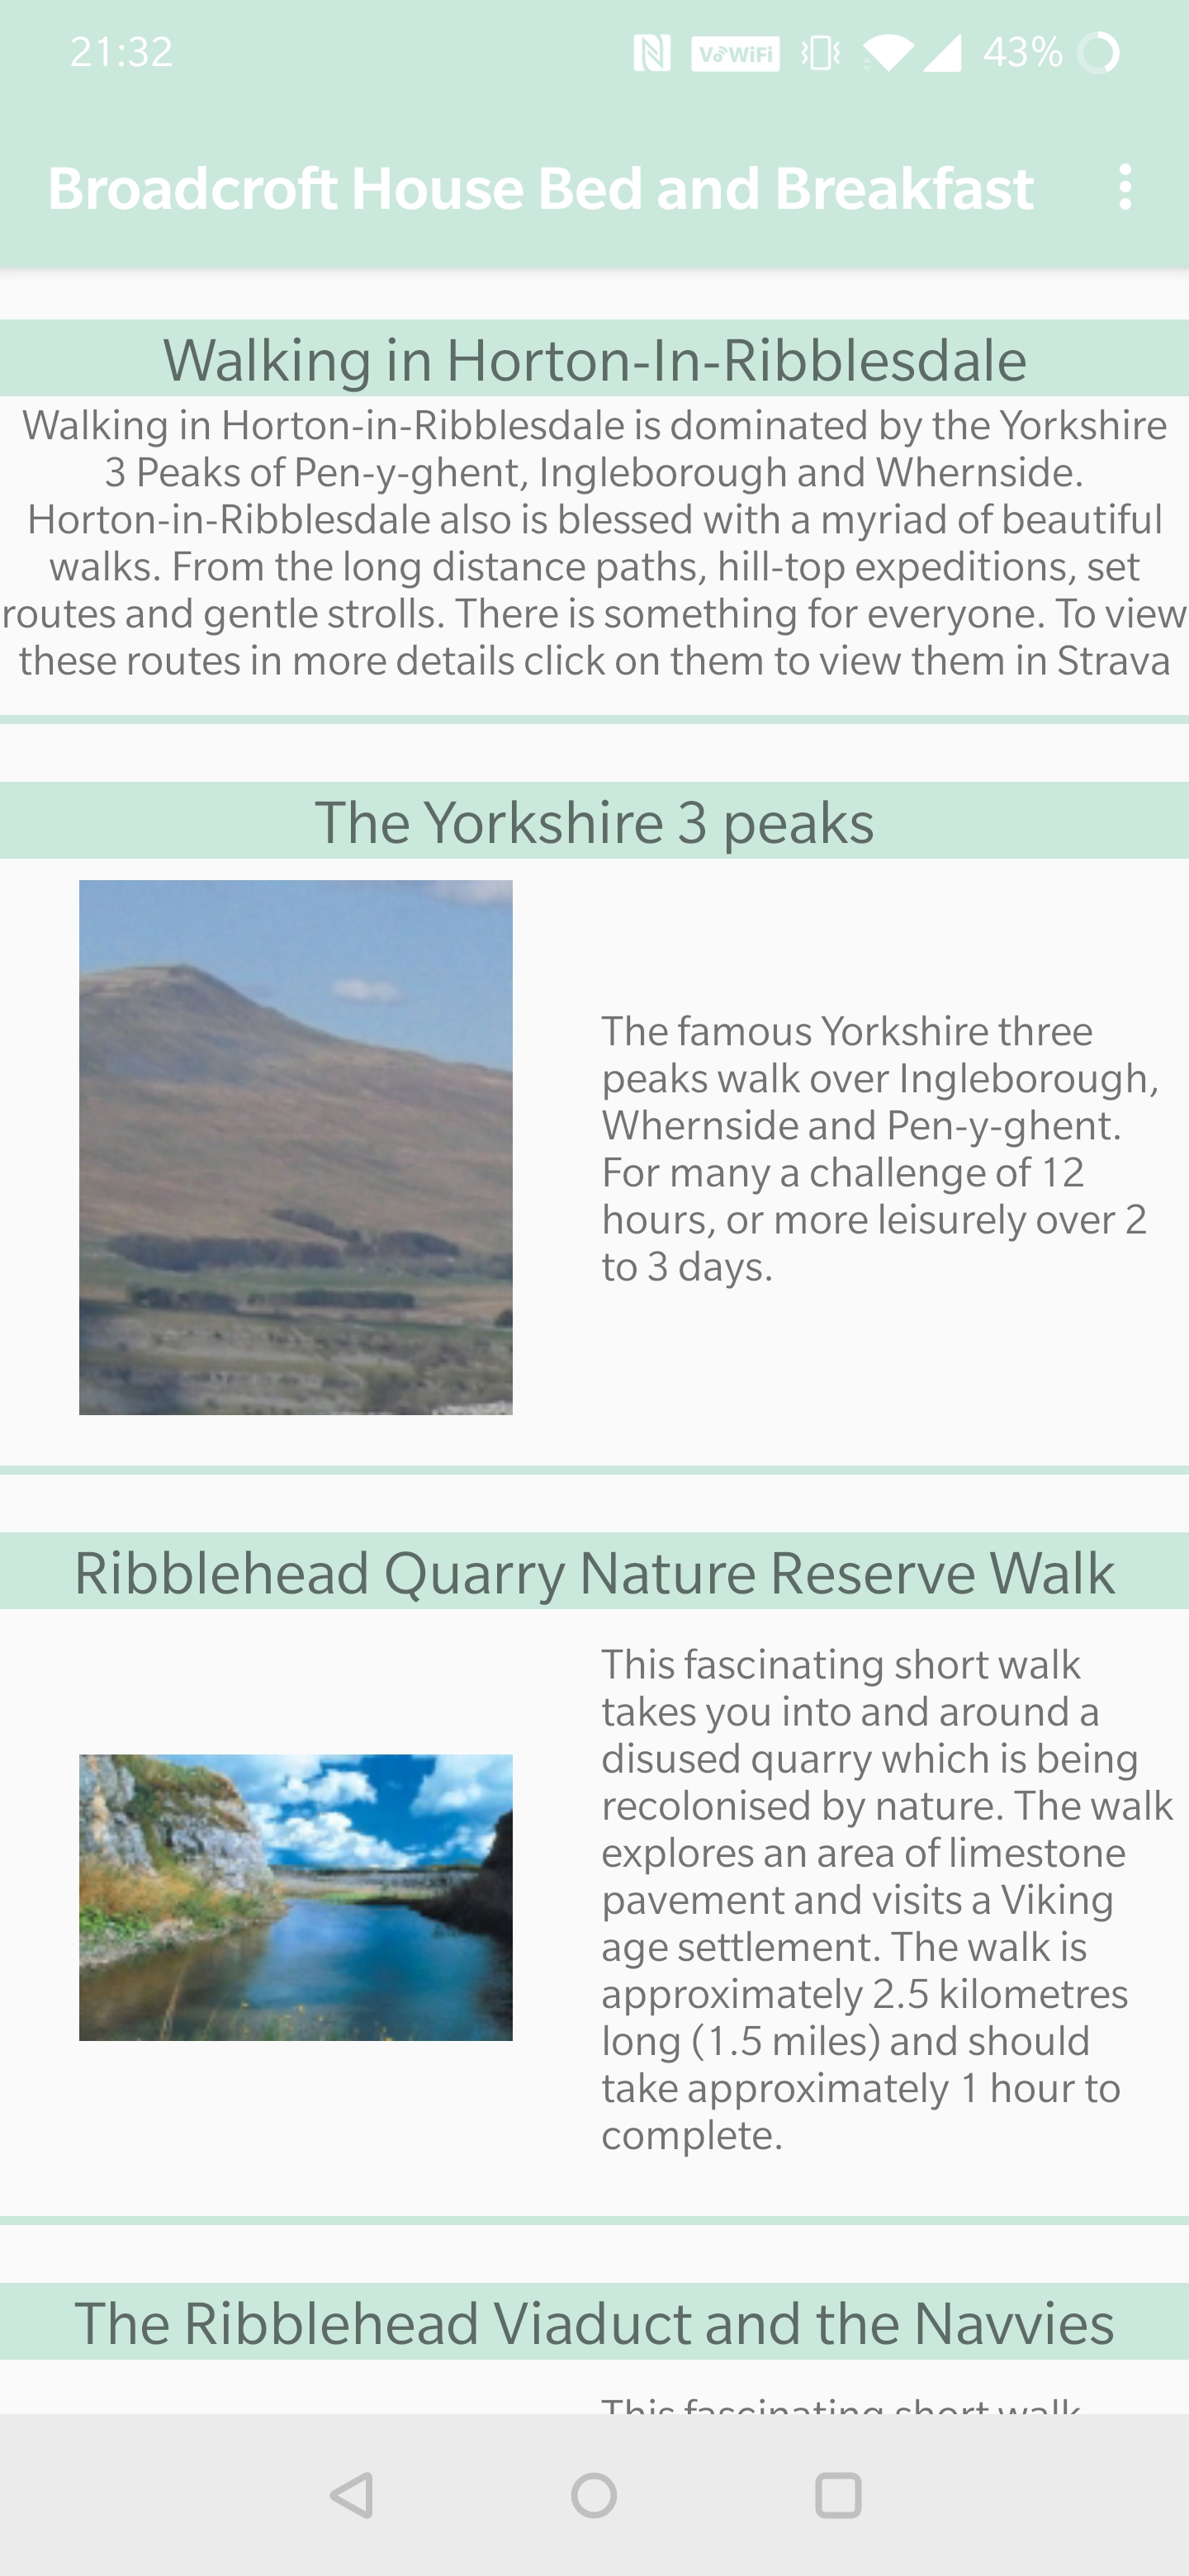 21:32
VoWiFi
43%
Broadcroft House Bed and Breakfast
Walking in Horton-In-Ribblesdale
Walking in Horton-in-Ribblesdale is dominated by the Yorkshire
3 Peaks of Pen-y-ghent, Ingleborough and Whernside.
Horton-in-Ribblesdale also is blessed with a myriad of beautiful
walks. From the long distance paths, hill-top expeditions, set
routes and gentle strolls. There is something for everyone. To view
these routes in more details click on them to view them in Strava
The Yorkshire 3 peaks
The famous Yorkshire three
peaks walk over Ingleborough,
Whernside and Pen-y-ghent.
For many a challenge of 12
hours, or more leisurely over 2
to 3 days.
Ribblehead Quarry Nature Reserve Walk
This fascinating short walk
takes you into and around a
disused quarry which is being
recolonised by nature. The walk
explores an area of limestone
pavement and visits a Viking
age settlement. The walk is
approximately 2.5 kilometres
long (1.5 miles) and should
take approximately 1 hour to
complete.
The Ribblehead Viaduct and the Navvies
This fascinating short walk